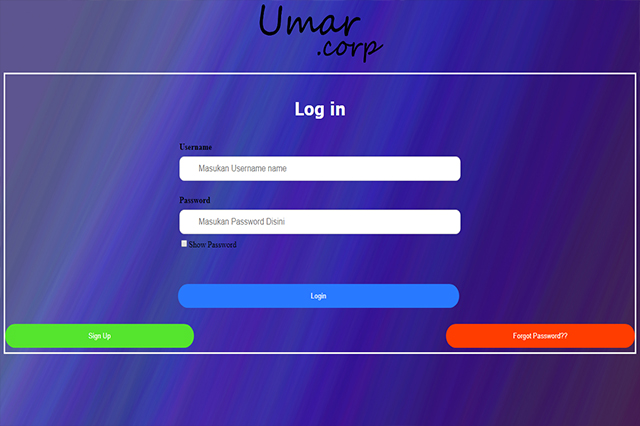 Umar
.corp
Log in
Username
Masukan Username name
Password
Masukan Password Disini
Show Password
Login
Sign Up
Forgot Password??